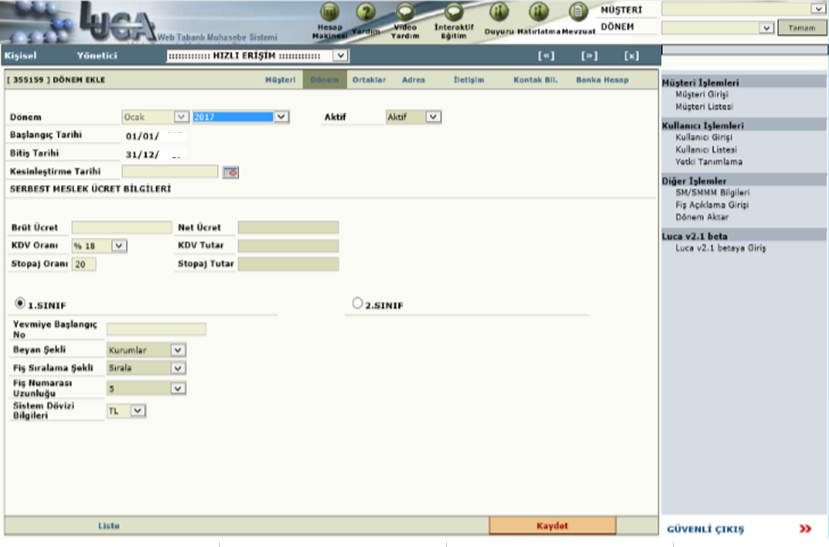 LUCA
Web Tabanlı Muhasebe Sistemi
Hesap Makinesi
Yardım
Video Yardım
İnteraktif Eğitim
Duyuru
Hatırlatma
Mevzuat
MÜŞTERİ
DÖNEM
Tamam
Kişisel
Yönetici
:::::::::::: HIZLI ERİŞİM ::::::::::::
[«]
[»]
[x]
[ 355159 ] DÖNEM EKLE
Müşteri
Dönem
Ortaklar
Adres
İletişim
Kontak Bil.
Banka Hesap
Dönem
Ocak
2017
Aktif
Aktif
Başlangıç Tarihi
01/01/
Bitiş Tarihi
31/12/
Kesinleştirme Tarihi
SERBEST MESLEK ÜCRET BİLGİLERİ
Brüt Ücret
Net Ücret
KDV Oranı
% 18
KDV Tutar
Stopaj Oranı
20
Stopaj Tutar
1.SINIF
2.SINIF
Yevmiye Başlangıç No
Beyan Şekli
Kurumlar
Fiş Sıralama Şekli
Sırala
Fiş Numarası Uzunluğu
5
Sistem Dövizi Bilgileri
TL
Liste
Kaydet
Müşteri İşlemleri
Müşteri Girişi
Müşteri Listesi
Kullanıcı İşlemleri
Kullanıcı Girişi
Kullanıcı Listesi
Yetki Tanımlama
Diğer İşlemler
SM/SMMM Bilgileri
Fiş Açıklama Girişi
Dönem Aktar
Luca v2.1 beta
Luca v2.1 betaya Giriş
GÜVENLİ ÇIKIŞ